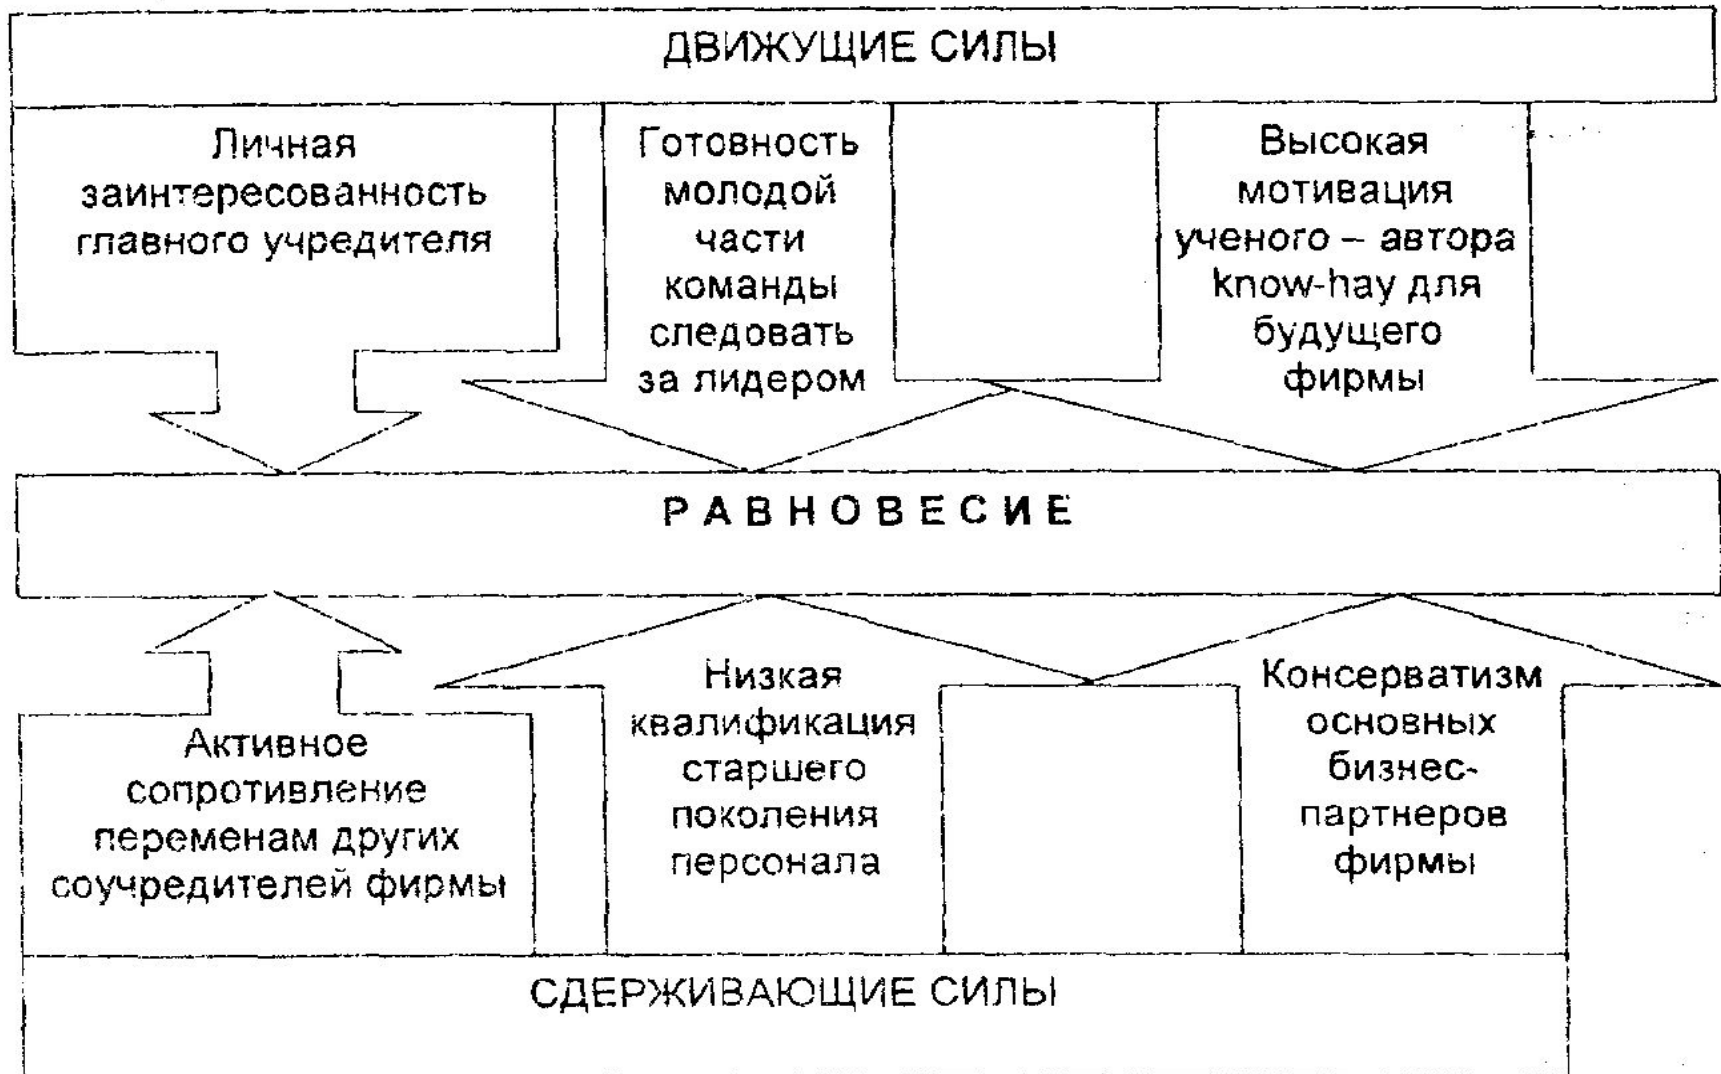 ДВИЖУЩИЕ СИЛЫ
Личная
заинтересованность
главного учредителя
Готовность
молодой
части
команды
следовать
за лидером
Высокая
мотивация
ученого – автора
know-hay для
будущего
фирмы
РАВНОВЕСИЕ
Активное
сопротивление
переменам других
соучредителей фирмы
Низкая
квалификация
старшего
поколения
персонала
Консерватизм
основных
бизнес-
партнеров
фирмы
СДЕРЖИВАЮЩИЕ СИЛЫ